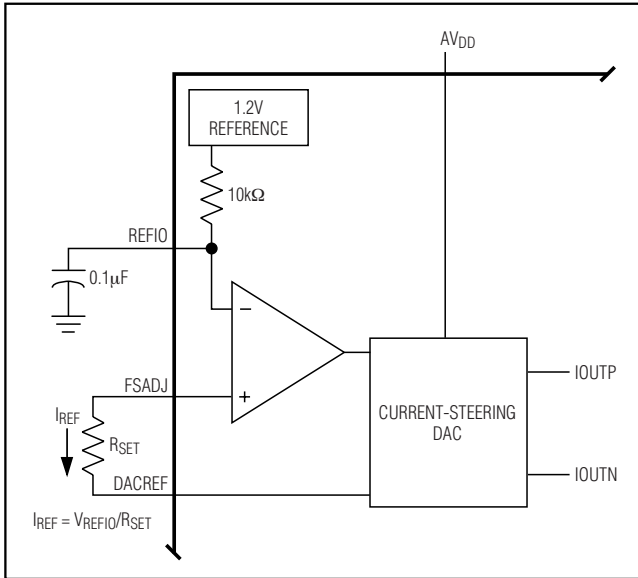 AVDD
1.2V
REFERENCE
10kΩ
REFIO
0.1µF
−
FSADJ
+
IREF
RSET
DACREF
CURRENT-STEERING
DAC
IOUTP
IOUTN
IREF = VREFIO/RSET